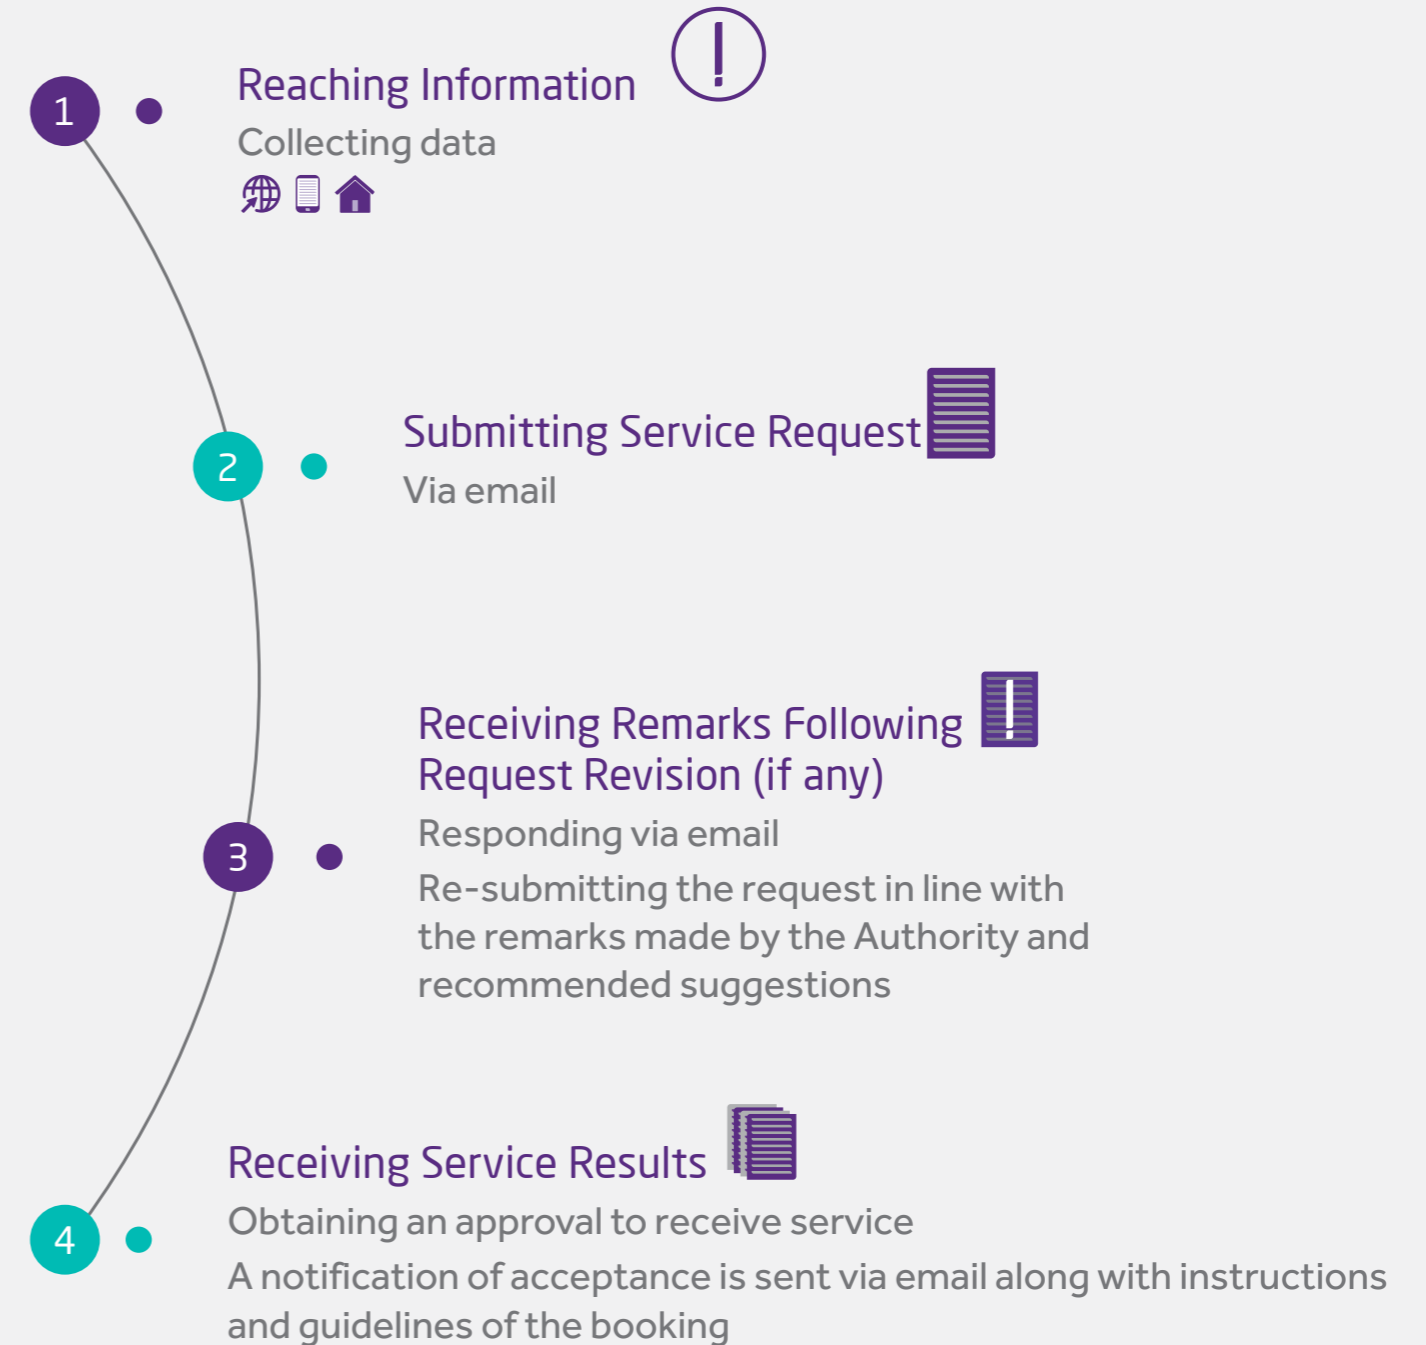 1
Reaching Information
Collecting data
2
Submitting Service Request
Via email
3
Receiving Remarks Following
Request Revision (if any)
Responding via email
Re-submitting the request in line with
the remarks made by the Authority and
recommended suggestions
4
Receiving Service Results
Obtaining an approval to receive service
A notification of acceptance is sent via email along with instructions
and guidelines of the booking